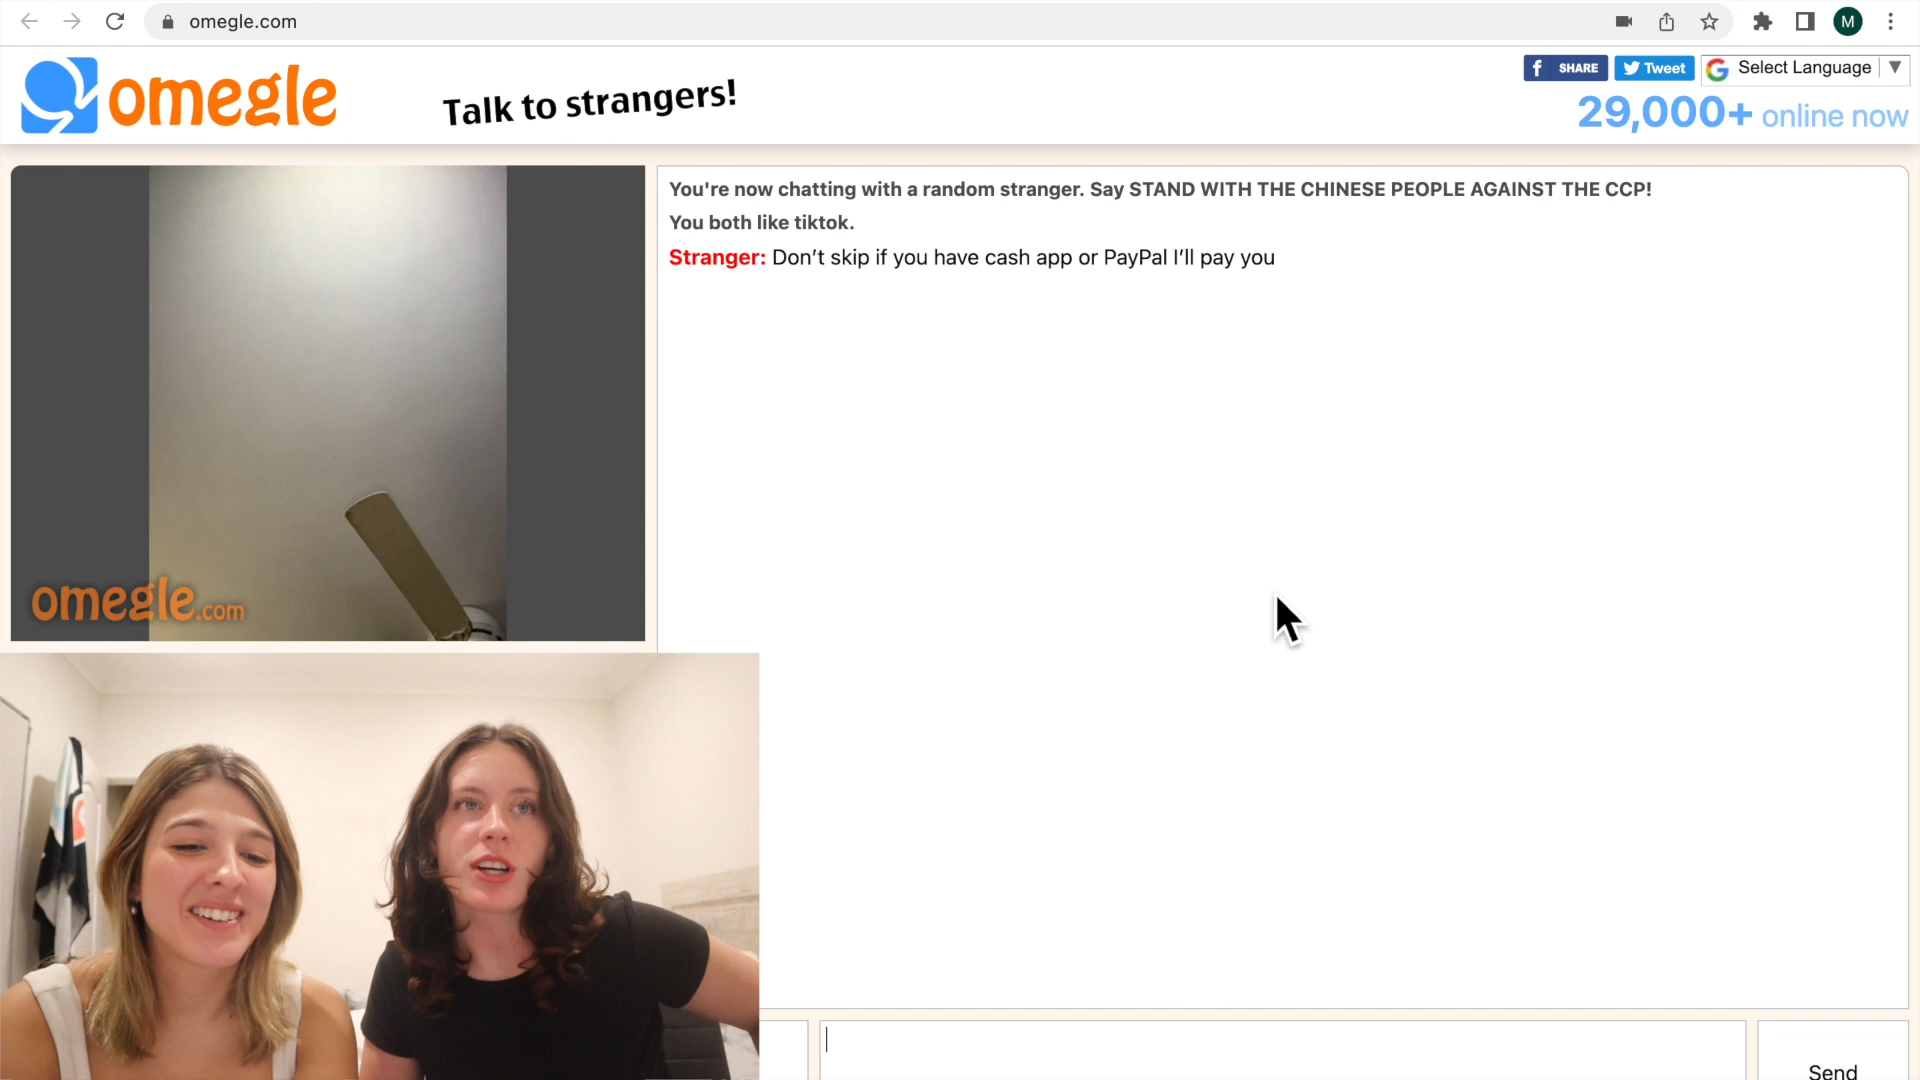 omegle.com
M
omegle
Talk to strangers!
f SHARE
Tweet
G Select Language ▼
29,000+ online now
You're now chatting with a random stranger. Say STAND WITH THE CHINESE PEOPLE AGAINST THE CCP!
You both like tiktok.
Stranger: Don't skip if you have cash app or PayPal I'll pay you
omegle.com
Send